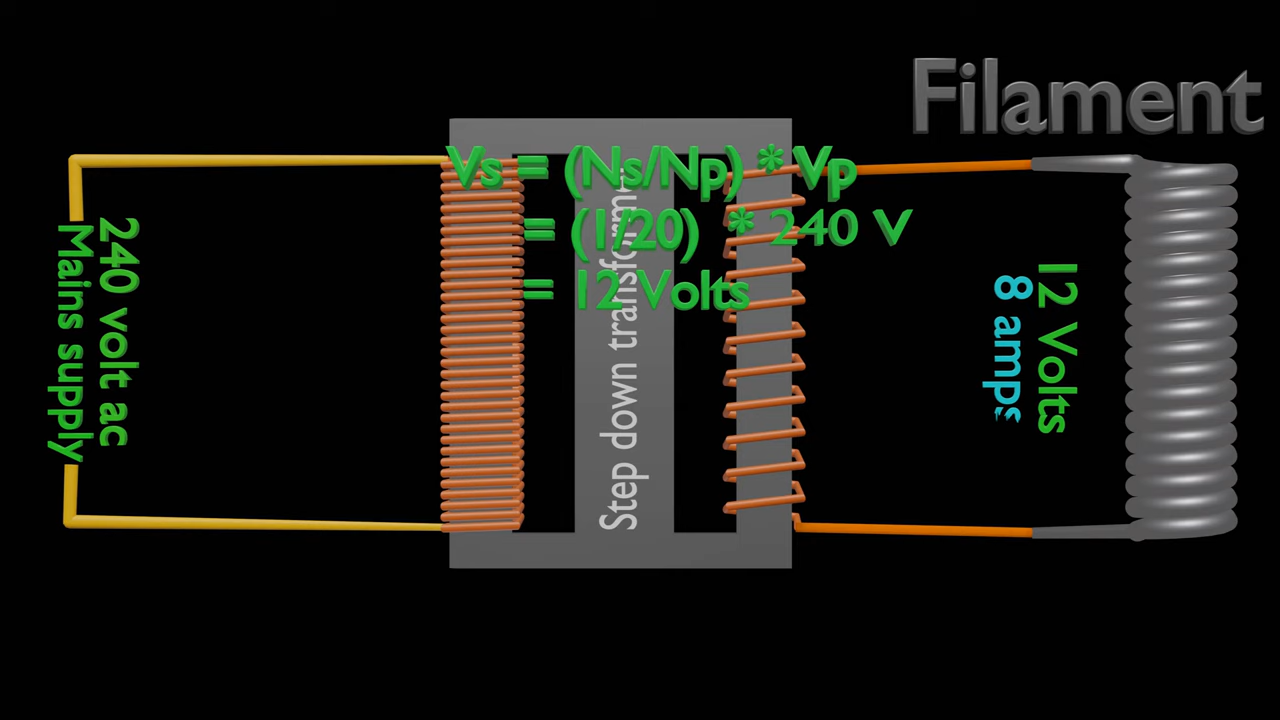 Filament
Vs = (Ns/Np) * Vp
= (1/20) * 240 V
= 12 Volts
240 volt ac
Mains supply
Step down transformer
12 Volts
8 amps